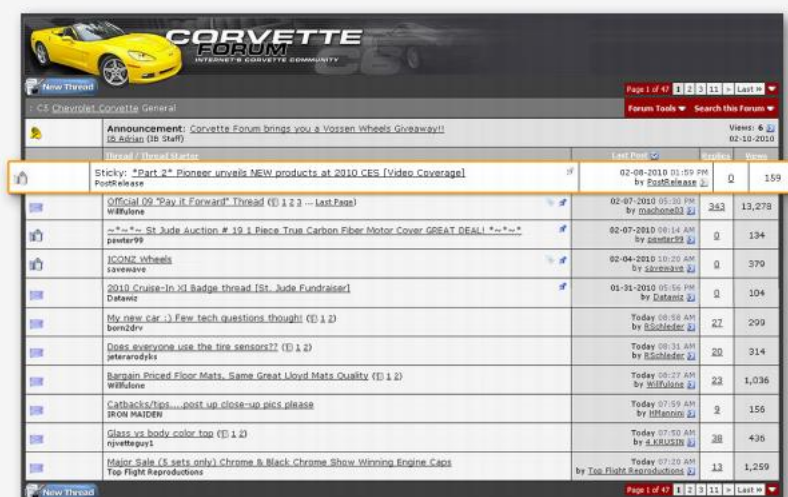 CORVETTE
FORUM
INTERNET'S CORVETTE COMMUNITY
New Thread
Page 1 of 47 1 2 3 11 > Last »
: C5 Chevrolet Corvette General
Forum Tools Search this Forum
Announcement: Corvette Forum brings you a Vossen Wheels Giveaway!!
Views: 6
IB Adrian (IB Staff)
02-10-2010
Thread / Thread Starter Last Post Replies Views
Sticky: *Part 2* Pioneer unveils NEW products at 2010 CES [Video Coverage]
PostRelease
02-08-2010 01:59 PM
by PostRelease
0 159
Official 09 "Pay it Forward" Thread ( 1 2 3 ... Last Page)
Willfulone
02-07-2010 05:30 PM
by machone03
343 13,278
~*~*~ St Jude Auction # 19 1 Piece True Carbon Fiber Motor Cover GREAT DEAL! *~*~*
pewter99
02-07-2010 08:14 AM
by pewter99
0 134
ICONZ Wheels
savewave
02-04-2010 10:20 AM
by savewave
0 379
2010 Cruise-In XI Badge thread [St. Jude Fundraiser]
Datawiz
01-31-2010 05:56 PM
by Datawiz
0 104
My new car :) Few tech questions though! ( 1 2)
born2drv
Today 08:58 AM
by RSchleder
27 299
Does everyone use the tire sensors?? ( 1 2)
jeterarodyks
Today 08:31 AM
by RSchleder
20 314
Bargain Priced Floor Mats, Same Great Lloyd Mats Quality ( 1 2)
Willfulone
Today 08:27 AM
by Willfulone
23 1,036
Catbacks/tips....post up close-up pics please
IRON MAIDEN
Today 07:59 AM
by HMannini
9 156
Glass vs body color top ( 1 2)
njvetteguy1
Today 07:50 AM
by 4 KRUSIN
38 436
Major Sale (5 sets only) Chrome & Black Chrome Show Winning Engine Caps
Top Flight Reproductions
Today 07:20 AM
by Top Flight Reproductions
13 1,259
New Thread
Page 1 of 47 1 2 3 11 > Last »